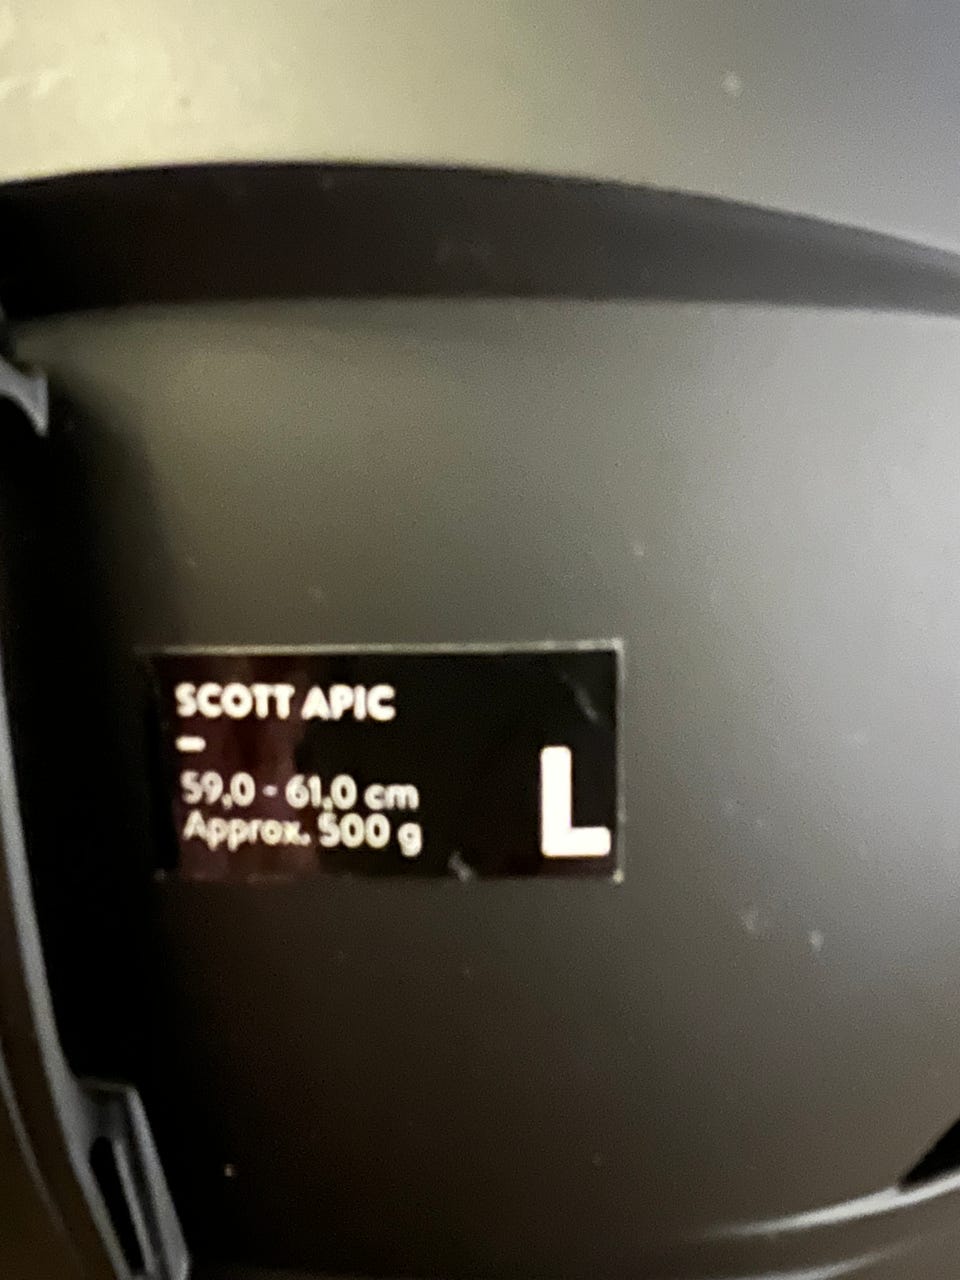 SCOTT APIC
–
59,0 - 61,0 cm
Approx. 500 g
L